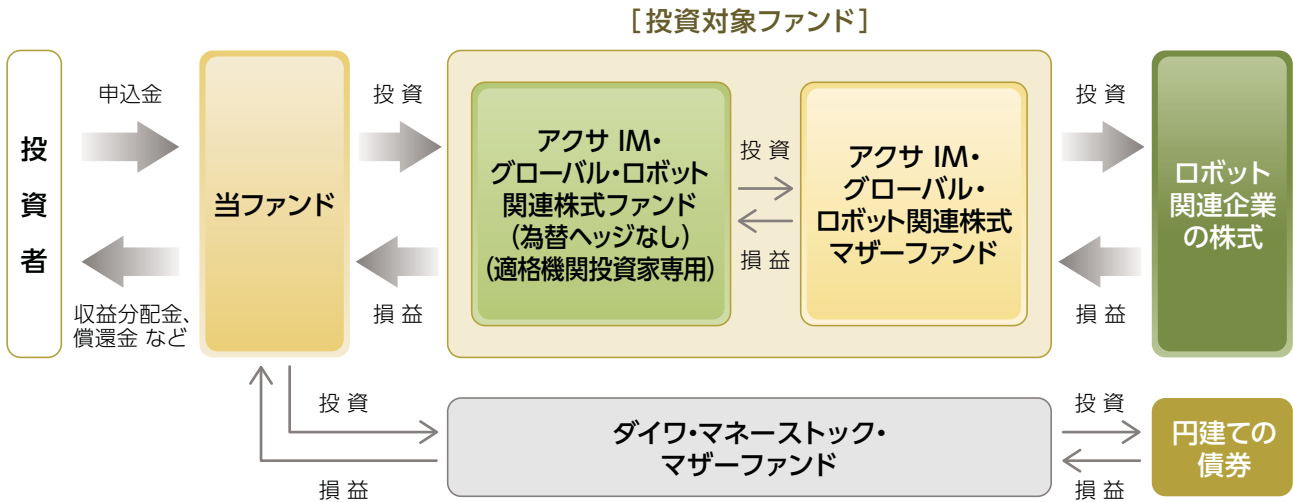 [投資対象ファンド]
投資者
申込金
収益分配金、
償還金 など
当ファンド
投 資
損 益
アクサ IM・
グローバル・ロボット
関連株式ファンド
(為替ヘッジなし)
(適格機関投資家専用)
投 資
損 益
アクサ IM・
グローバル・
ロボット関連株式
マザーファンド
投 資
損 益
ロボット
関連企業
の株式
投 資
損 益
ダイワ・マネーストック・
マザーファンド
投 資
損 益
円建ての
債券